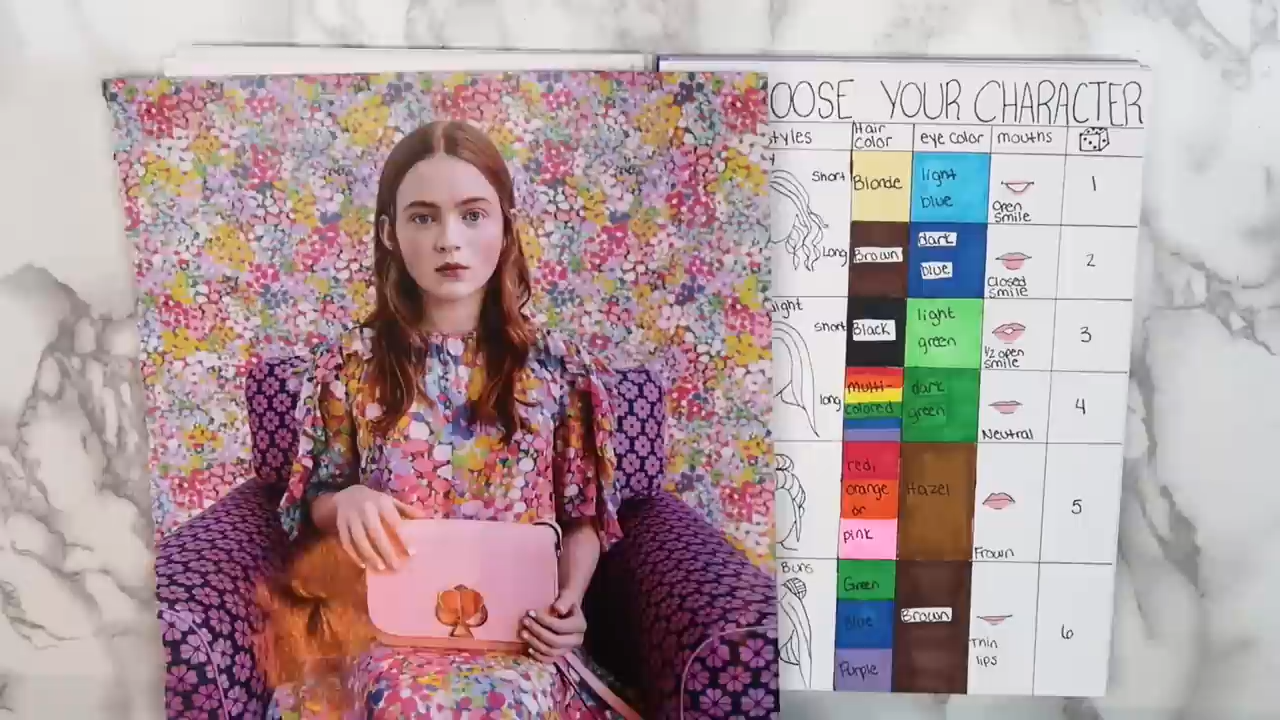 OOSE YOUR CHARACTER
tyles
Hair
color
eye color
mouths
short
Blonde
light
blue
Open
smile
1
long
Brown
dark
blue
Closed
smile
2
short
Black
light
green
1/2 open
smile
3
long
multi-
colored
dark
green
Neutral
4
red,
orange
or
pink
Hazel
Frown
5
Buns
Green
Blue
Purple
Brown
Thin
lips
6